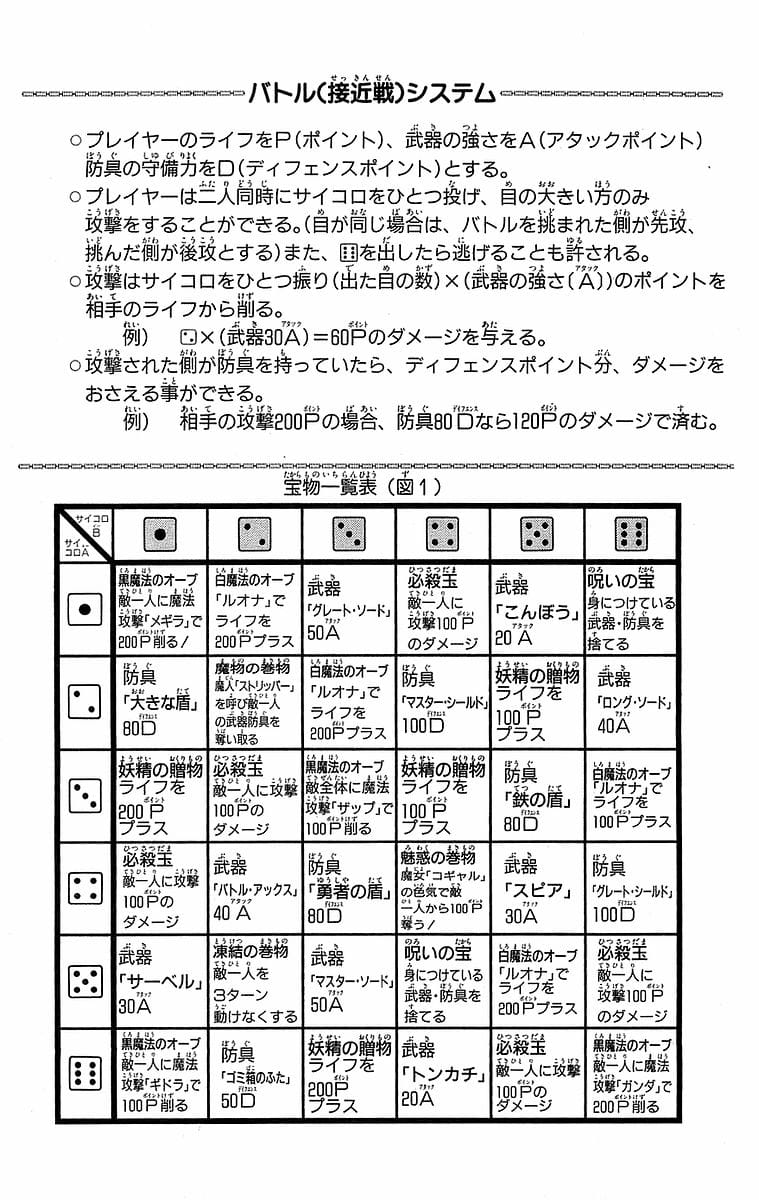 バトル(接近戦)システム
○プレイヤーのライフをP(ポイント)、武器の強さをA(アタックポイント)
防具の守備力をD(ディフェンスポイント)とする。
○プレイヤーは二人同時にサイコロをひとつ投げ、目の大きい方のみ
攻撃をすることができる。(目が同じ場合は、バトルを挑まれた側が先攻、
挑んだ側が後攻とする)また、⚅を出したら逃げることも許される。
○攻撃はサイコロをひとつ振り(出た目の数)×(武器の強さ(A))のポイントを
相手のライフから削る。
例) ⚁×(武器30A)=60Pのダメージを与える。
○攻撃された側が防具を持っていたら、ディフェンスポイント分、ダメージを
おさえる事ができる。
例) 相手の攻撃200Pの場合、防具80Dなら120Pのダメージで済む。
宝物一覧表(図1)
サイコロ
B
サイ
コロA
⚀ ⚁ ⚂ ⚃ ⚄ ⚅
⚀
黒魔法のオーブ
敵一人に魔法
攻撃「メギラ」で
200P削る!
白魔法のオーブ
「ルオナ」で
ライフを
200Pプラス
武器
「グレート・ソード」
50A
必殺玉
敵一人に
攻撃100P
のダメージ
武器
「こんぼう」
20A
呪いの宝
身につけている
武器・防具を
捨てる
⚁
防具
「大きな盾」
80D
魔物の巻物
魔人「ストリッパー」
を呼び敵一人
の武器防具を
奪い取る
白魔法のオーブ
「ルオナ」で
ライフを
200Pプラス
防具
「マスター・シールド」
100D
妖精の贈物
ライフを
100P
プラス
武器
「ロング・ソード」
40A
⚂
妖精の贈物
ライフを
200P
プラス
必殺玉
敵一人に攻撃
100Pの
ダメージ
黒魔法のオーブ
敵全体に魔法
攻撃「ザップ」で
100P削る
妖精の贈物
ライフを
100P
プラス
防具
「鉄の盾」
80D
白魔法のオーブ
「ルオナ」で
ライフを
100Pプラス
⚃
必殺玉
敵一人に攻撃
100Pの
ダメージ
武器
「バトル・アックス」
40A
防具
「勇者の盾」
80D
魅惑の巻物
魔女「コギャル」
の色気で敵
一人から100P
奪う!
武器
「スピア」
30A
防具
「グレート・シールド」
100D
⚄
武器
「サーベル」
30A
凍結の巻物
敵一人を
3ターン
動けなくする
武器
「マスター・ソード」
50A
呪いの宝
身につけている
武器・防具を
捨てる
白魔法のオーブ
「ルオナ」で
ライフを
200Pプラス
必殺玉
敵一人に
攻撃100P
のダメージ
⚅
黒魔法のオーブ
敵一人に魔法
攻撃「ギドラ」で
100P削る
防具
「ゴミ箱のふた」
50D
妖精の贈物
ライフを
200P
プラス
武器
「トンカチ」
20A
必殺玉
敵一人に攻撃
100Pの
ダメージ
黒魔法のオーブ
敵一人に魔法
攻撃「ガンダ」で
200P削る